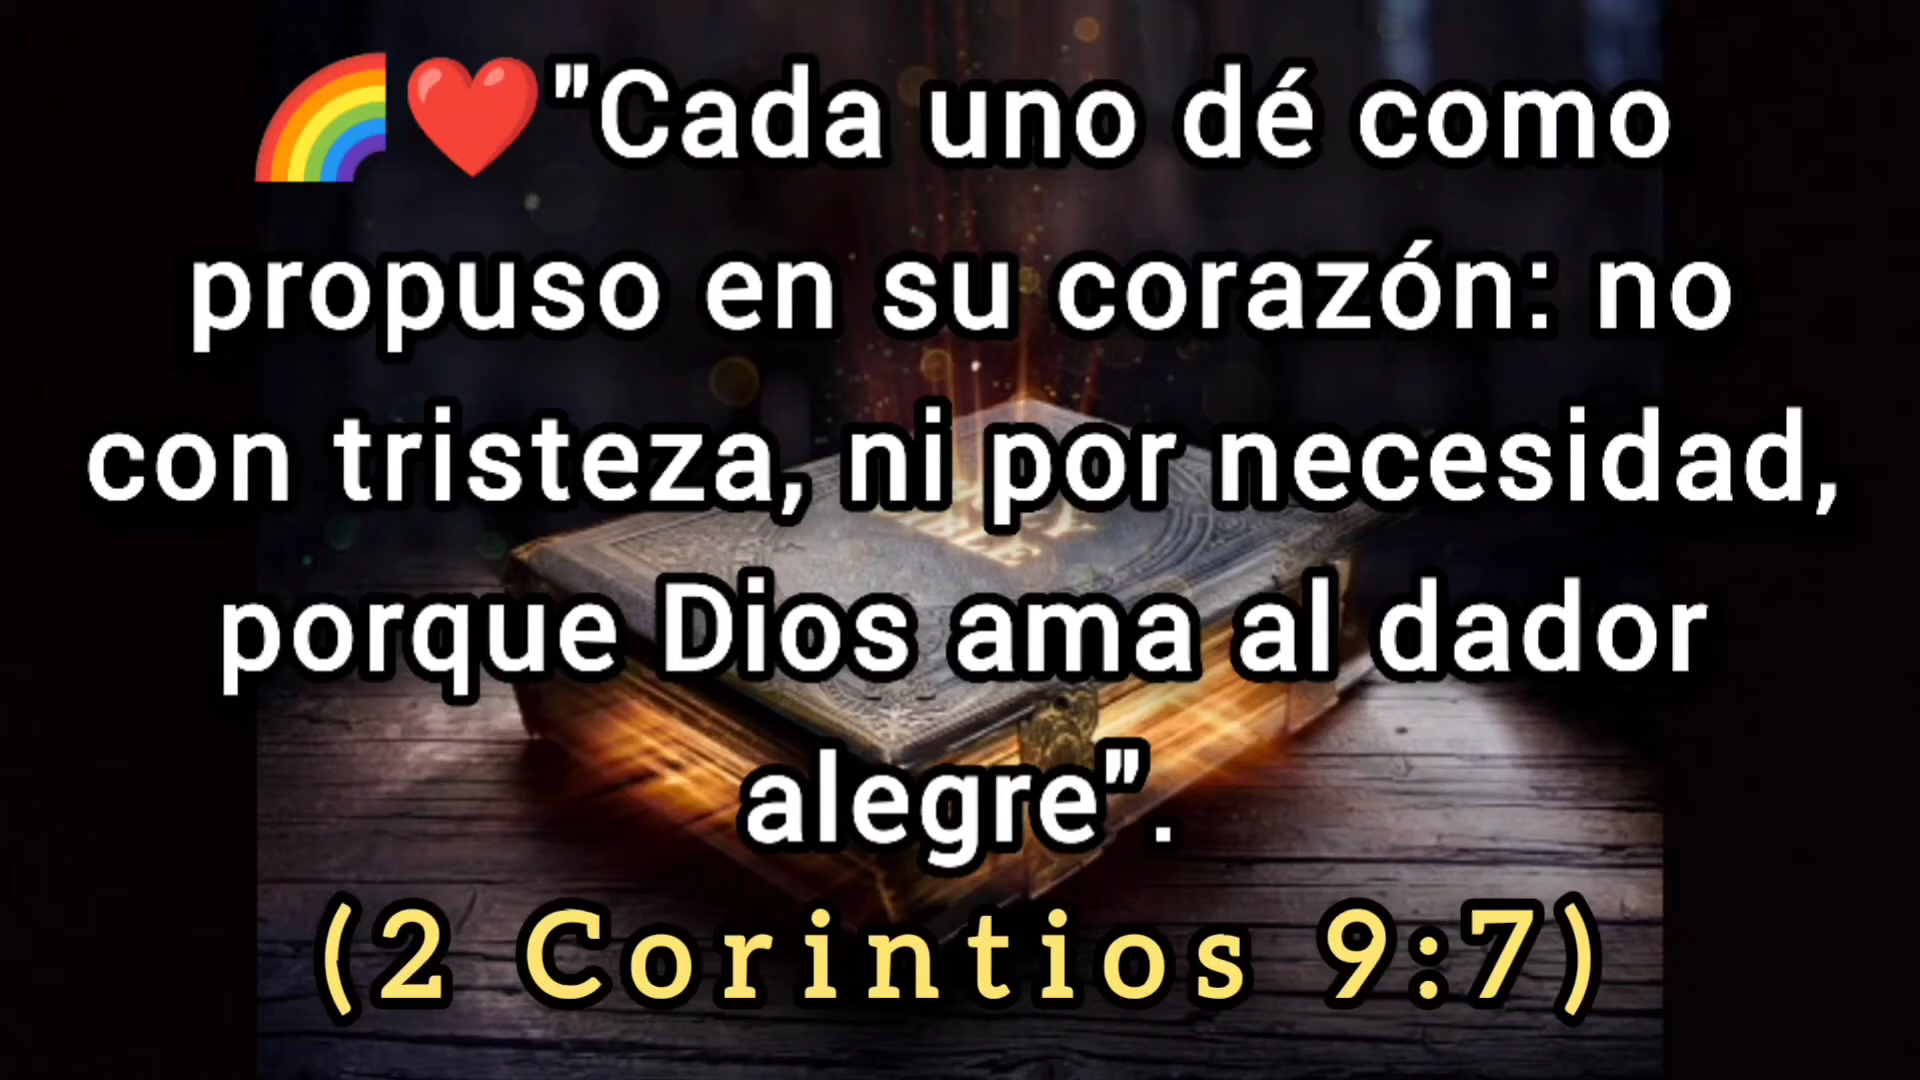 🌈❤️"Cada uno dé como
propuso en su corazón: no
con tristeza, ni por necesidad,
porque Dios ama al dador
alegre".
(2 Corintios 9:7)